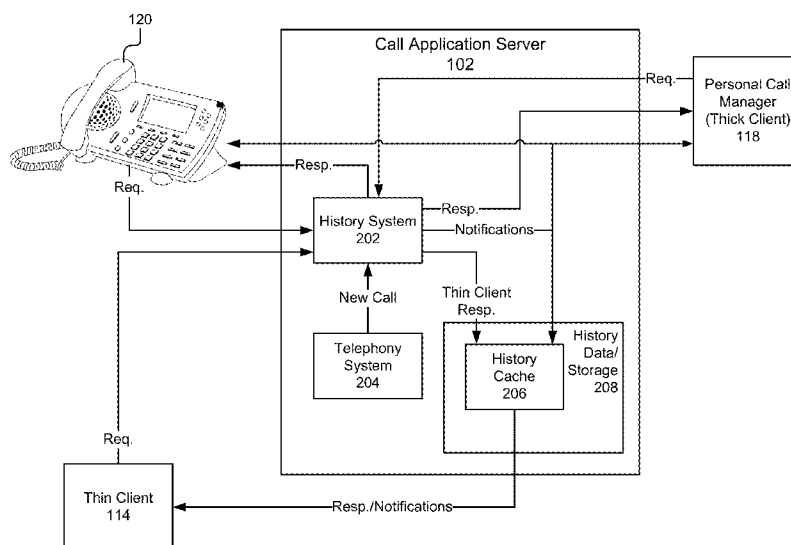 120
Call Application Server
102
Req.
Personal Call
Manager
(Thick Client)
118
Resp.
Req.
History System
202
Resp.
Notifications
New Call
Thin Client
Resp.
Telephony
System
204
History
Cache
206
History
Data/
Storage
208
Req.
Thin Client
114
Resp./Notifications